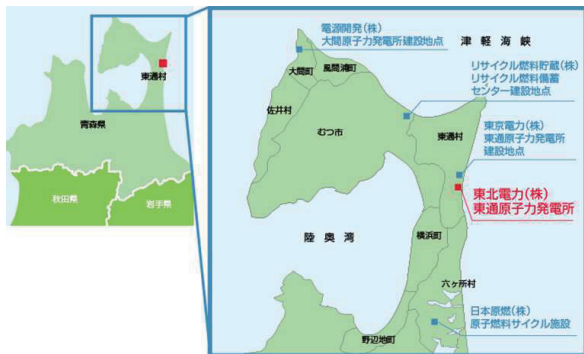 東通村
青森県
秋田県
岩手県
電源開発(株)
大間原子力発電所建設地点
津軽海峡
大間町
風間浦町
リサイクル燃料貯蔵(株)
リサイクル燃料備蓄
センター建設地点
佐井村
むつ市
東通村
東京電力(株)
東通原子力発電所
建設地点
東北電力(株)
東通原子力発電所
陸奥湾
横浜町
六ヶ所村
日本原燃(株)
原子燃料サイクル施設
野辺地町